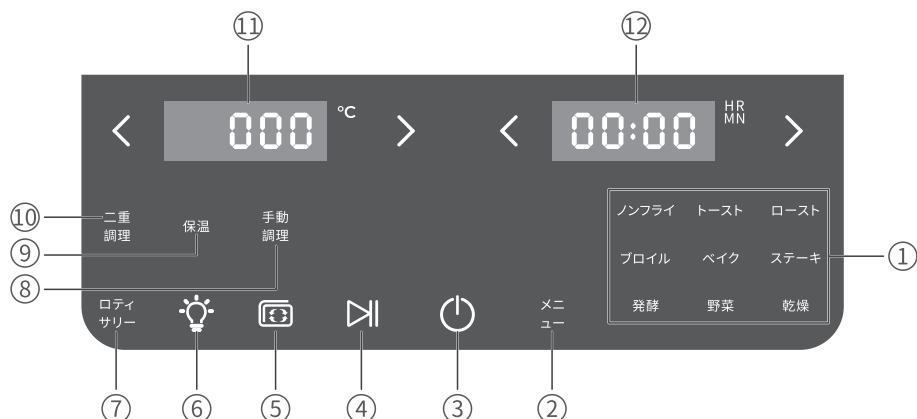 ⑪ ⑫
000 ℃ 00:00 HR
MN
⑩ 二重
調理
⑨ 保温
手動
調理
⑧
ノンフライ トースト ロースト
ブロイル ベイク ステーキ
発酵 野菜 乾燥
①
ロティ
サリー
メニ
ュー
⑦ ⑥ ⑤ ④ ③ ②